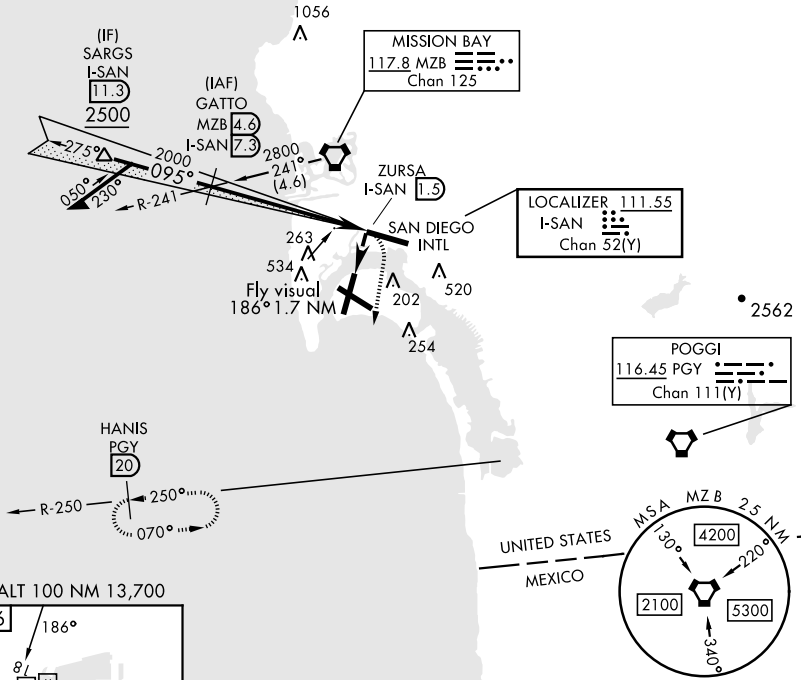 1056
(IF)
SARGS
I-SAN
11.3
2500
(IAF)
GATTO
MZB 4.6
I-SAN 7.3
MISSION BAY
117.8 MZB
Chan 125
275°
2000
095°
2800
241°
(4.6)
050°
230°
R-241
ZURSA
I-SAN 1.5
SAN DIEGO
INTL
LOCALIZER 111.55
I-SAN
Chan 52(Y)
263
534
Fly visual
186° 1.7 NM
202
520
254
2562
POGGI
116.45 PGY
Chan 111(Y)
HANIS
PGY
20
R-250
250°
070°
UNITED STATES
MEXICO
MSA MZB 25 NM
130°
4200
220°
2100
5300
340°
ALT 100 NM 13,700
186°
18